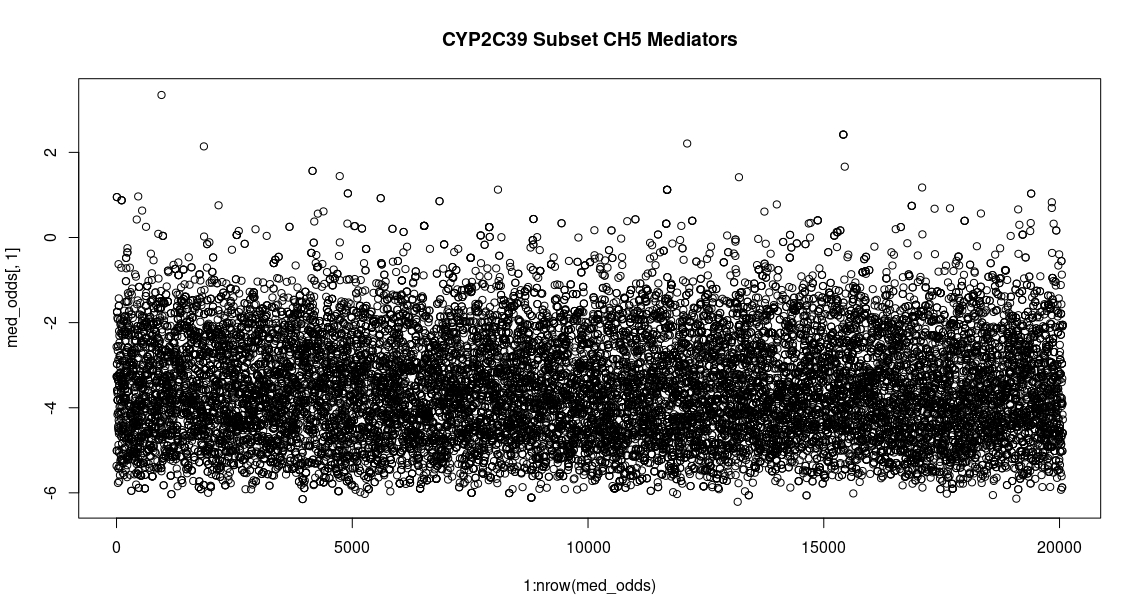 CYP2C39 Subset CH5 Mediators
med_odds[, 1]
2
0
-2
-4
-6
0 5000 10000 15000 20000
1:nrow(med_odds)